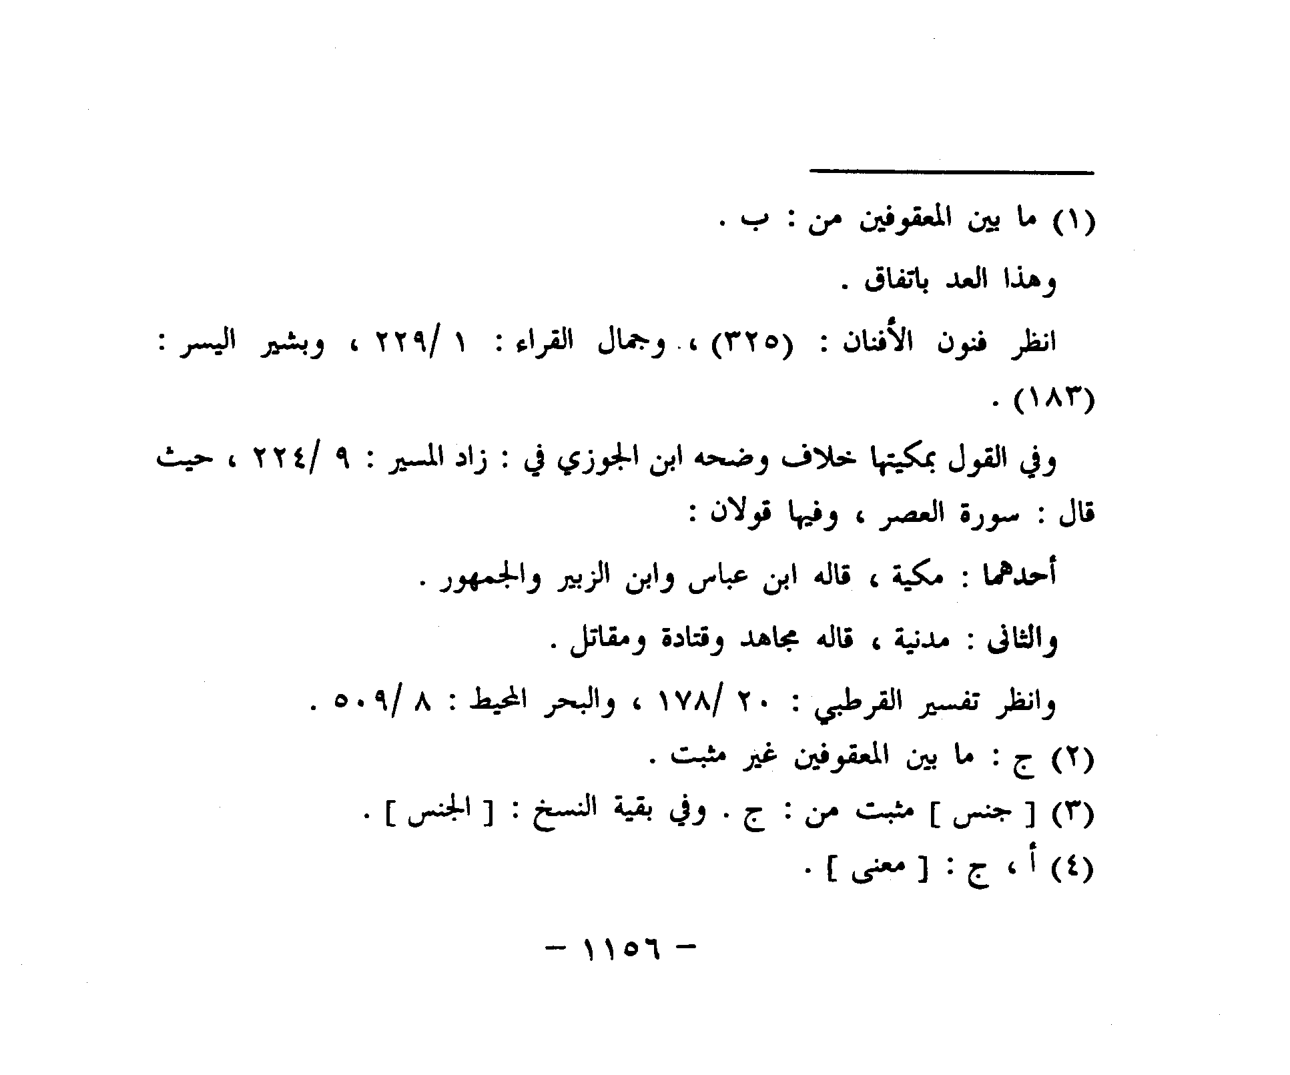 (١) ما بين المعقوفين من : ب .
وهذا العد باتفاق .
انظر فنون الأفنان : (٣٢٥) ، وجمال القراء : ١ /٢٢٩ ، وبشير اليسر :
(١٨٣) .
وفي القول بمكيتها خلاف وضحه ابن الجوزي في : زاد المسير : ٩ /٢٢٤ ، حيث
قال : سورة العصر ، وفيها قولان :
أحدهما : مكية ، قاله ابن عباس وابن الزبير والجمهور .
والثانى : مدنية ، قاله مجاهد وقتادة ومقاتل .
وانظر تفسير القرطبي : ٢٠ /١٧٨ ، والبحر المحيط : ٨ /٥٠٩ .
(٢) ج : ما بين المعقوفين غير مثبت .
(٣) [ جنس ] مثبت من : ج . وفي بقية النسخ : [ الجنس ] .
(٤) أ ، ج : [ معنى ] .
– ١١٥٦ –